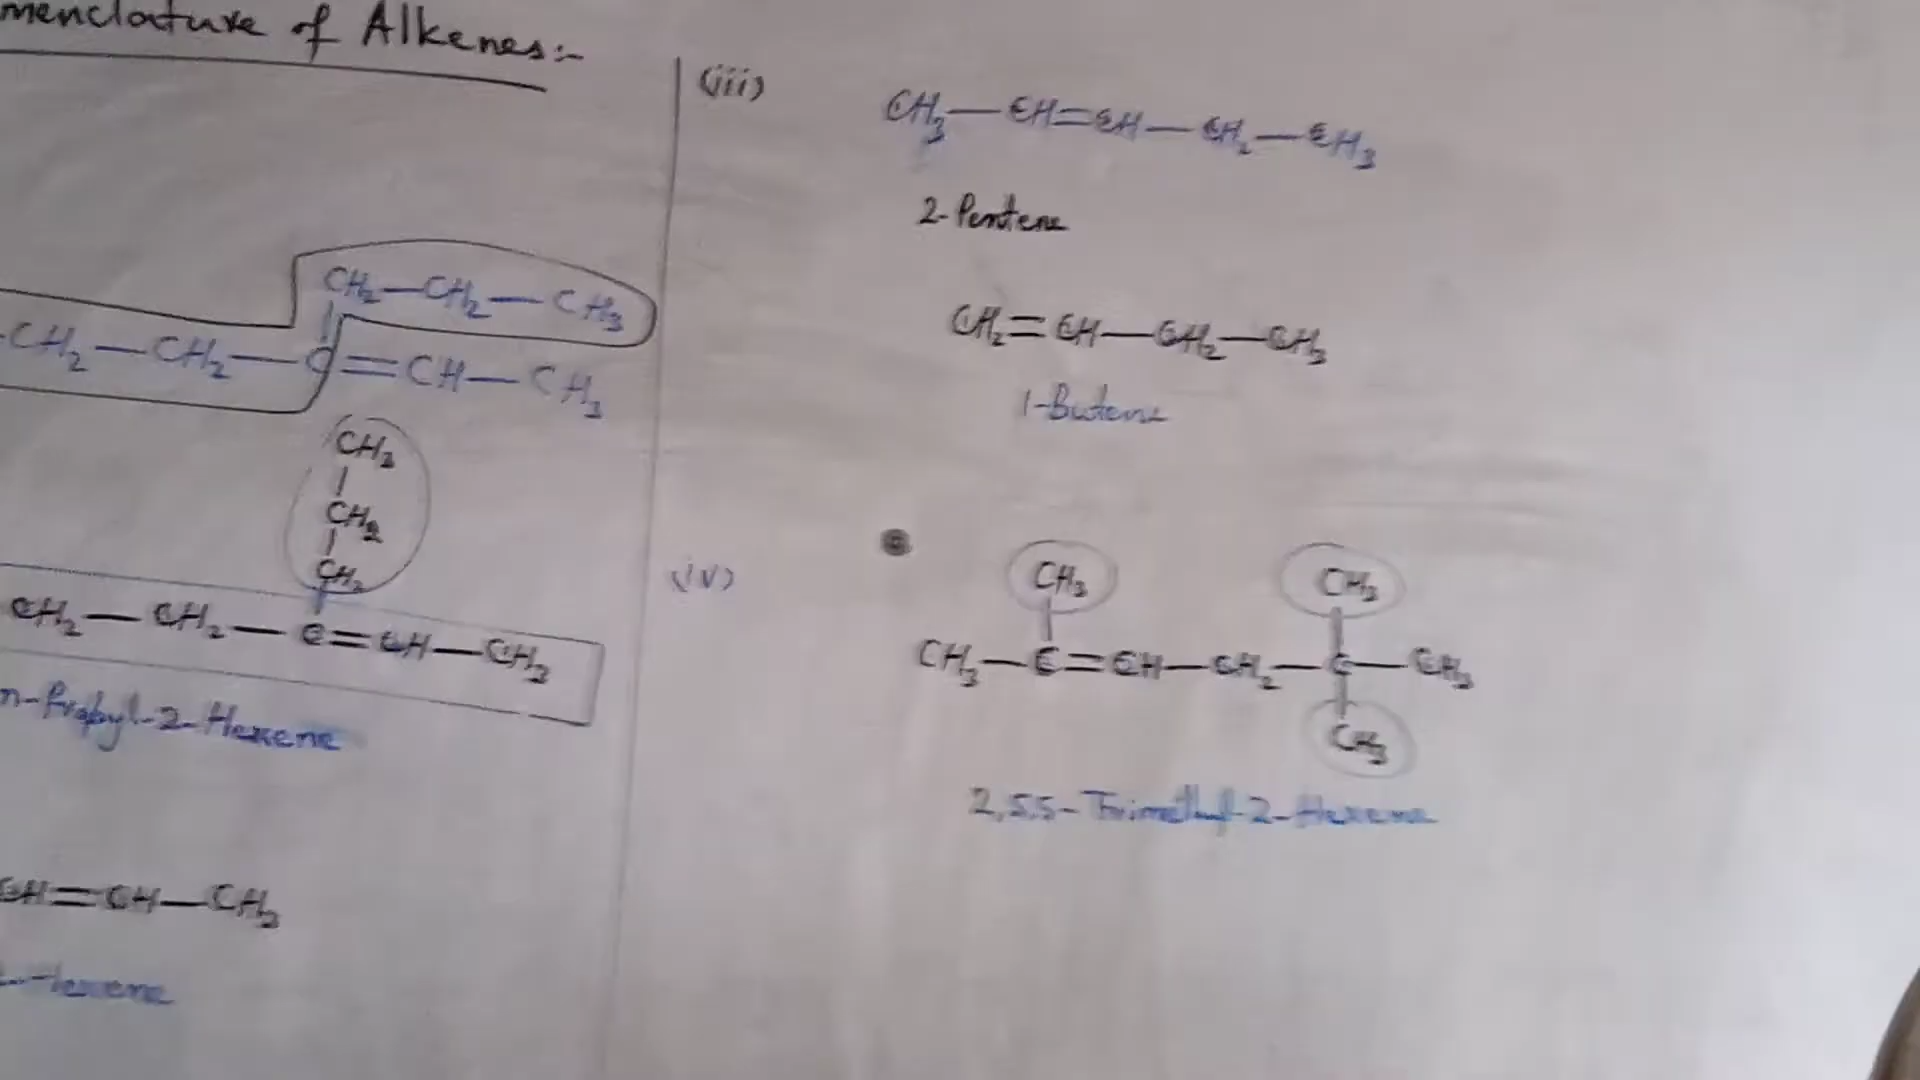 menclature of Alkenes:-
CH2—CH2—CH3
-CH2—CH2—C=CH—CH3
CH3
CH2
CH2
CH2—CH2—C=CH—CH3
n-Propyl-2-Hexene
CH=CH—CH3
-Hexene
(iii)
CH3—CH=CH—CH2—CH3
2-Pentene
CH2=CH—CH2—CH3
1-Butene
(iv)
CH3 CH3
CH3—C=CH—CH2—C—CH3
CH3
2,5,5-Trimethyl-2-Hexene